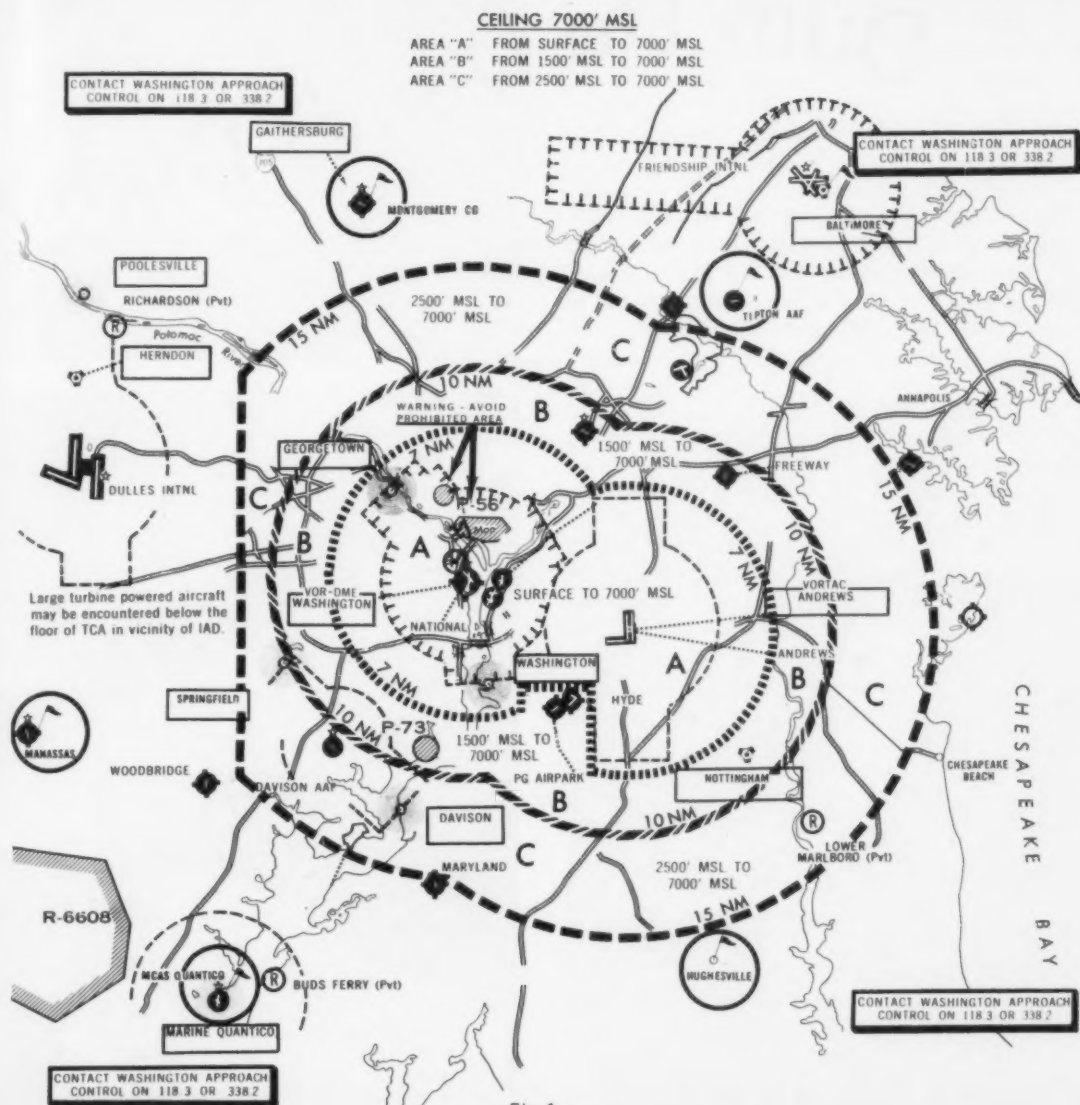 CEILING 7000' MSL
AREA "A" FROM SURFACE TO 7000' MSL
AREA "B" FROM 1500' MSL TO 7000' MSL
AREA "C" FROM 2500' MSL TO 7000' MSL
CONTACT WASHINGTON APPROACH
CONTROL ON 118.3 OR 338.2
GAITHERSBURG
MONTGOMERY CG
FRIENDSHIP INTNL
CONTACT WASHINGTON APPROACH
CONTROL ON 118.3 OR 338.2
BALTIMORE
POOLESVILLE
RICHARDSON (Pvt)
R
Potomac
River
HERNDON
15 NM
2500' MSL TO
7000' MSL
TIPTON AAF
C
10 NM
B
WARNING - AVOID
PROHIBITED AREA
ANNAPOLIS
GEORGETOWN
7 NM
1500' MSL TO
7000' MSL
FREEWAY
15 NM
DULLES INTNL
C
P-56
B
A
10 NM
7 NM
VOR-DME
WASHINGTON
SURFACE TO 7000' MSL
VORTAC
ANDREWS
Large turbine powered aircraft
may be encountered below the
floor of TCA in vicinity of IAD.
NATIONAL
ANDREWS
WASHINGTON
A
B
C
7 NM
SPRINGFIELD
HYDE
10 NM
P-73
1500' MSL TO
7000' MSL
MANASSAS
WOODBRIDGE
DAVISON AAF
PG AIRPARK
NOTTINGHAM
CHESAPEAKE
BEACH
CHESAPEAKE
BAY
B
DAVISON
10 NM
R
LOWER
MARLBORO (Pvt)
MARYLAND
C
2500' MSL TO
7000' MSL
15 NM
R-6608
MCAS QUANTICO
R
BUDS FERRY (Pvt)
HUGHESVILLE
MARINE QUANTICO
CONTACT WASHINGTON APPROACH
CONTROL ON 118.3 OR 338.2
CONTACT WASHINGTON APPROACH
CONTROL ON 118.3 OR 338.2